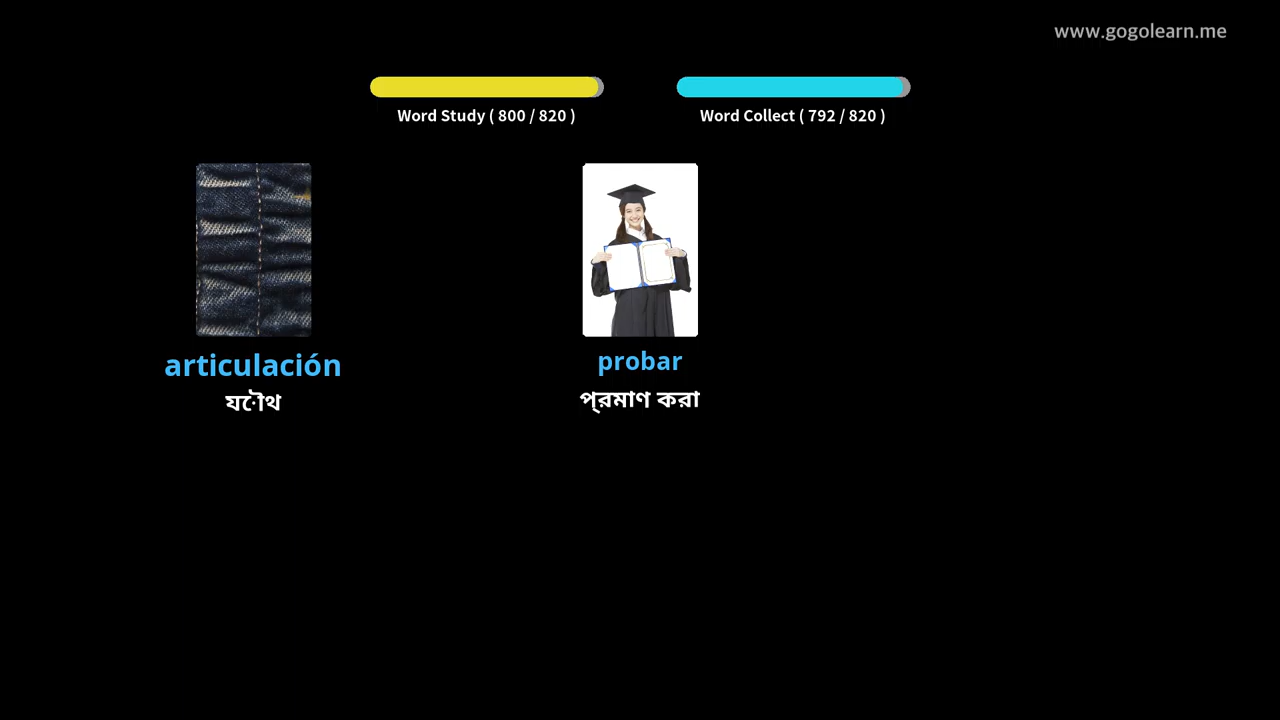 www.gogolearn.me
Word Study ( 800 / 820 )
Word Collect ( 792 / 820 )
articulación
যৌথ
probar
প্রমাণ করা